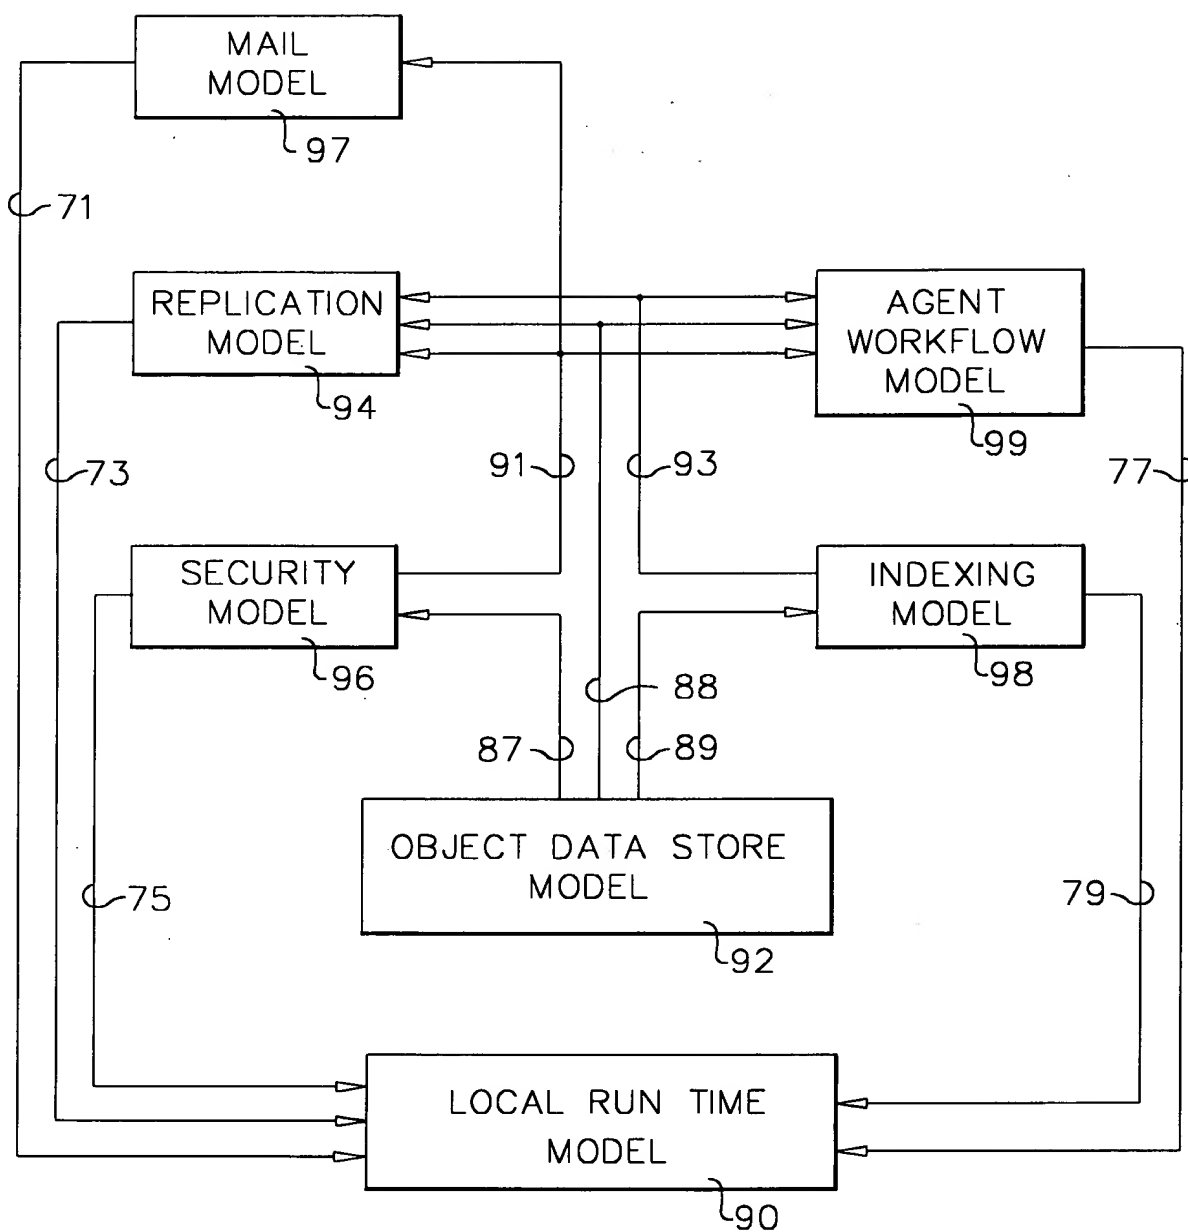 MAIL
MODEL
97
71
REPLICATION
MODEL
94
AGENT
WORKFLOW
MODEL
99
73
91
93
77
SECURITY
MODEL
96
INDEXING
MODEL
98
88
87
89
OBJECT DATA STORE
MODEL
92
75
79
LOCAL RUN TIME
MODEL
90